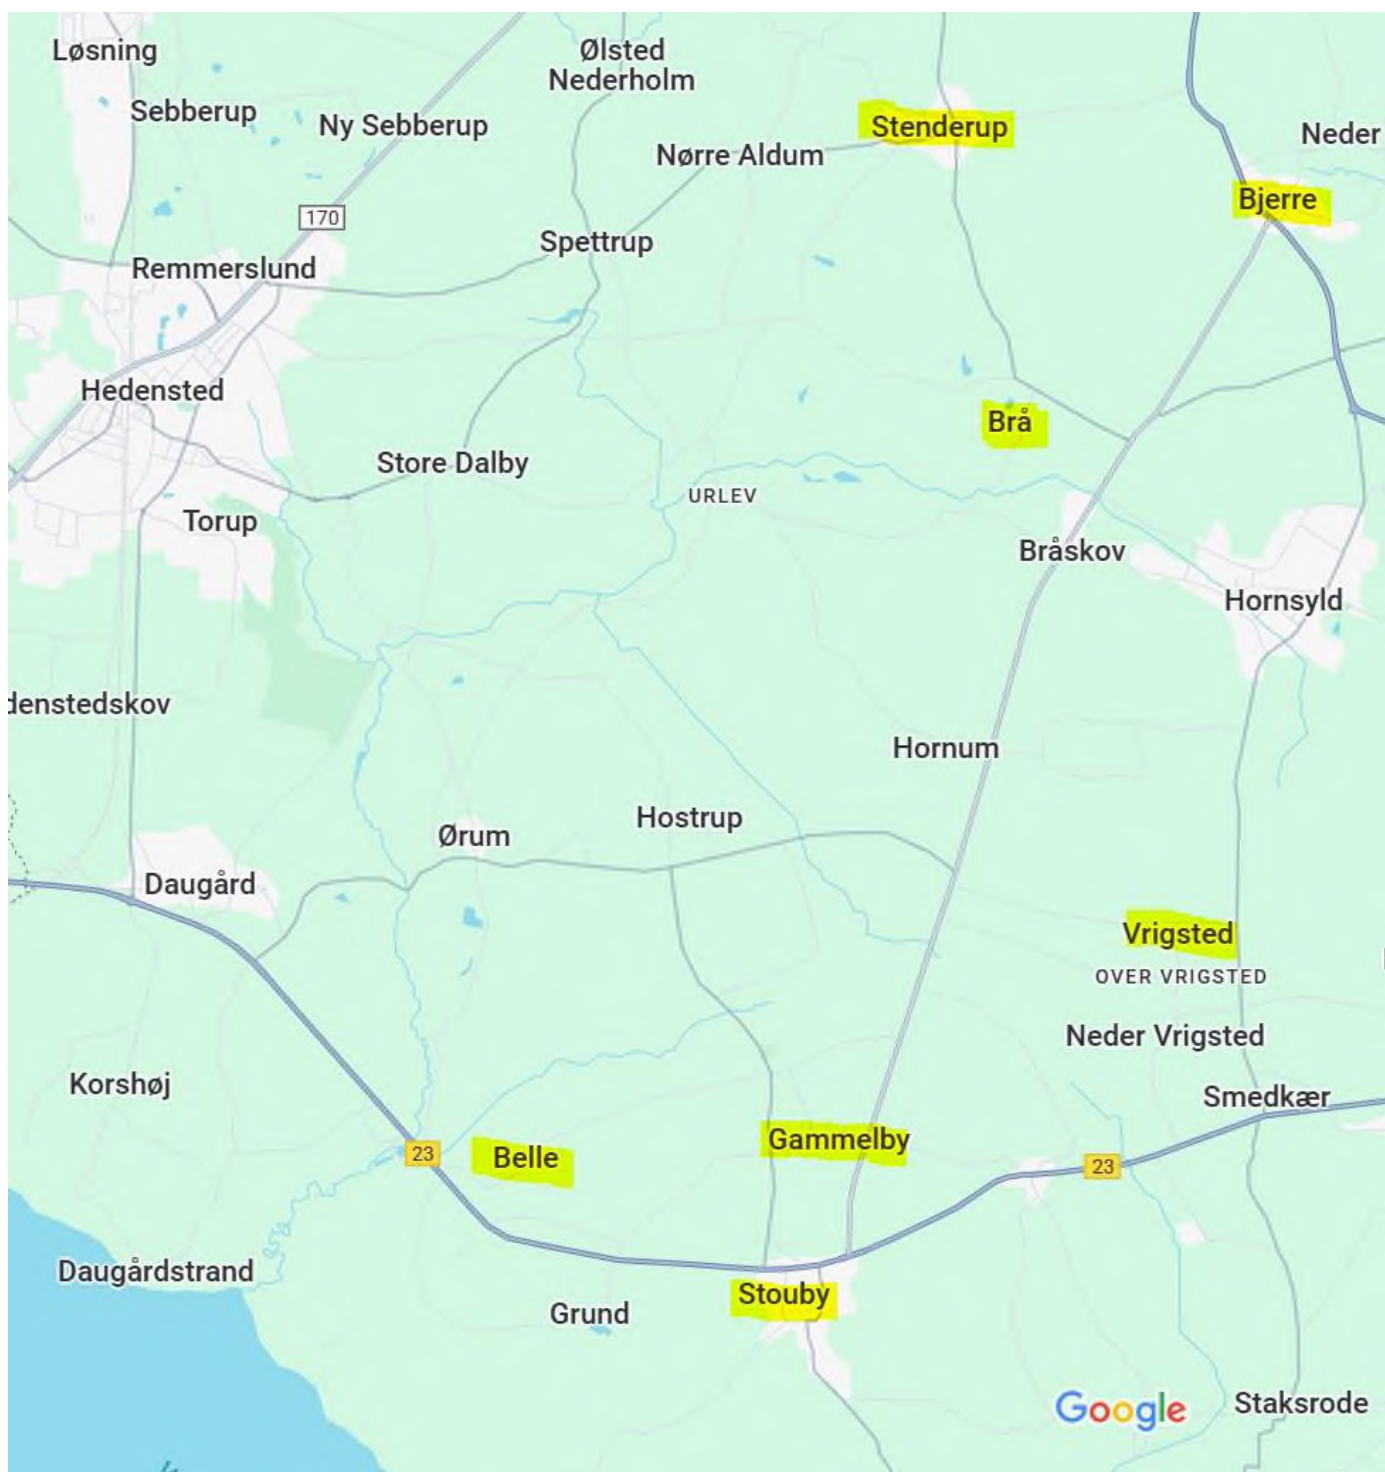 Løsning
Ølsted
Nederholm
Sebberup
Ny Sebberup
Stenderup
Neder
Nørre Aldum
Bjerre
170
Spettrup
Remmerslund
Hedensted
Brå
Store Dalby
URLEV
Torup
Bråskov
Hornsyld
denstedskov
Hornum
Hostrup
Ørum
Daugård
Vrigsted
OVER VRIGSTED
Neder Vrigsted
Korshøj
Smedkær
Gammelby
23
Belle
23
Daugårdstrand
Stouby
Grund
Staksrode
Google